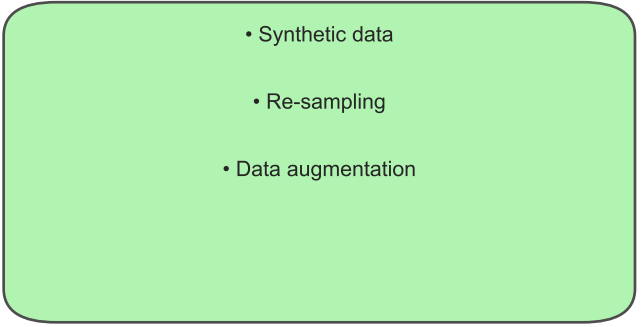 • Synthetic data
• Re-sampling
• Data augmentation